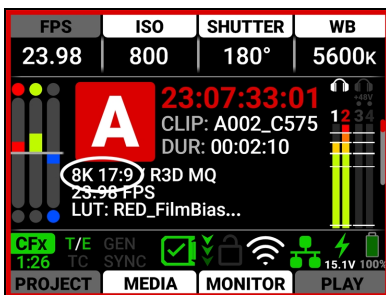 FPS ISO SHUTTER WB
23.98 800 180° 5600K
A 23:07:33:01
+48V
CLIP: A002_C575
1 2 3 4
DUR: 00:02:10
8K 17:9 / R3D MQ
23.98 FPS
LUT: RED_FilmBias...
CFx T/E GEN
1:26 TC SYNC 15.1V 100%
PROJECT MEDIA MONITOR PLAY